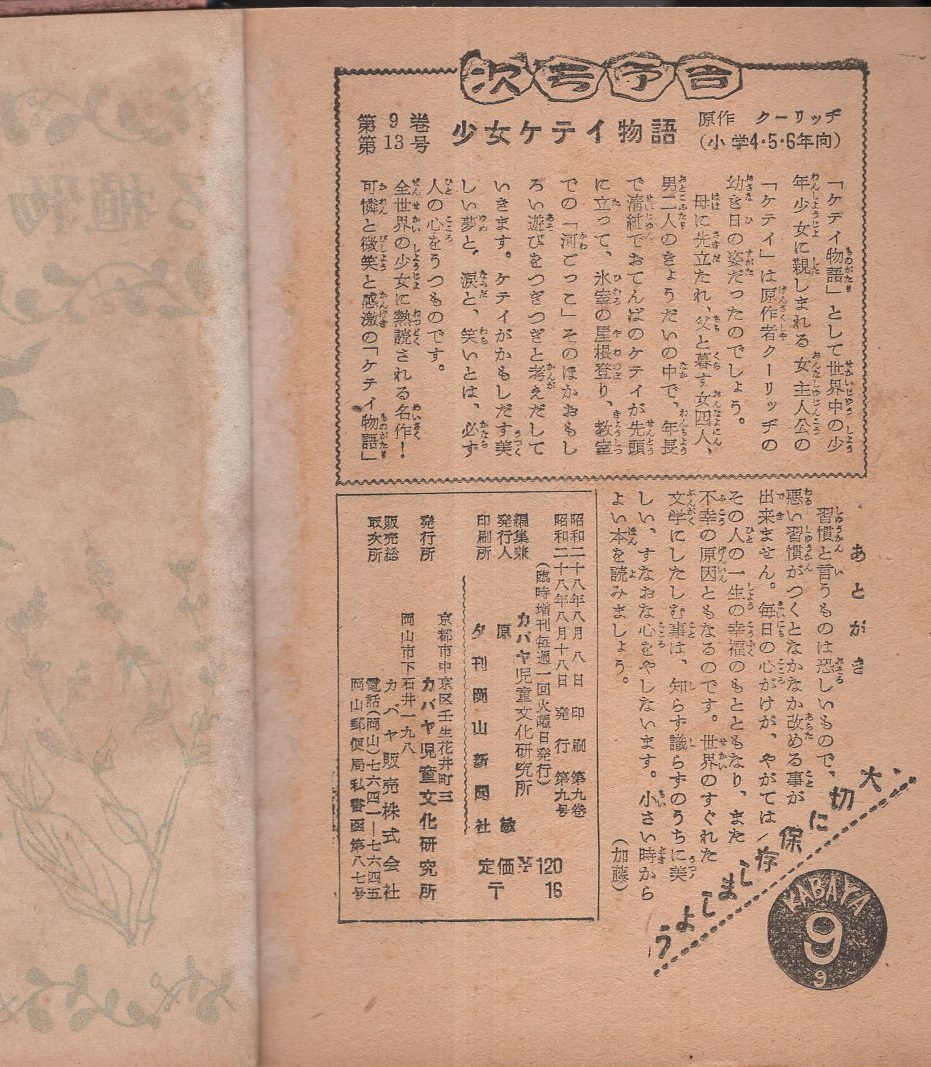 次号予告
第9巻
第13号
少女ケテイ物語
原作 クーリッヂ
(小学4・5・6年向)
「ケテイ物語」として世界中の少
年少女に親しまれる女主人公の
「ケテイ」は原作者クーリッヂの
幼き日の姿だったのでしょう。
母に先立たれ、父と暮す女四人、
男二人のきょうだいの中で、年長
でおてんばのケテイが先頭
に立って、氷室の屋根登り、教室
での「河ごっこ」そのほかおもし
ろい遊びをつぎつぎと考えだして
いきます。ケテイがかもしだす美
しい夢と、涙と、笑いとは、必ず
人の心をうつものです。
全世界の少女に熱読される名作!
可憐と微笑と感激の「ケテイ物語」
あとがき
習慣と言うものは恐しいもので、
悪い習慣がつくとなかなか改める事が
出来ません。毎日の心がけが、やがては
その人の一生の幸福のもとともなり、また
不幸の原因ともなるのです。世界のすぐれた
文学にしたしむ事は、知らず識らずのうちに美
しい、すなおな心をやしないます。小さい時から
よい本を読みましょう。
(加藤)
昭和二十八年八月八日 印刷 第九巻
昭和二十八年八月十八日 発行 第九号
(臨時増刊毎週一回火曜日発行)
編集兼
発行人
カバヤ児童文化研究所
原 敏
印刷所 夕刊岡山新聞社
定価¥120
〒 16
京都市中京区壬生花井町三
発行所 カバヤ児童文化研究所
岡山市下石井一九八
販売総
取次所
カバヤ販売株式会社
電話(岡山)七六四一―七六四五
岡山郵便局私書函第八七号
大切に保存しましょう
KABAYA
9
9